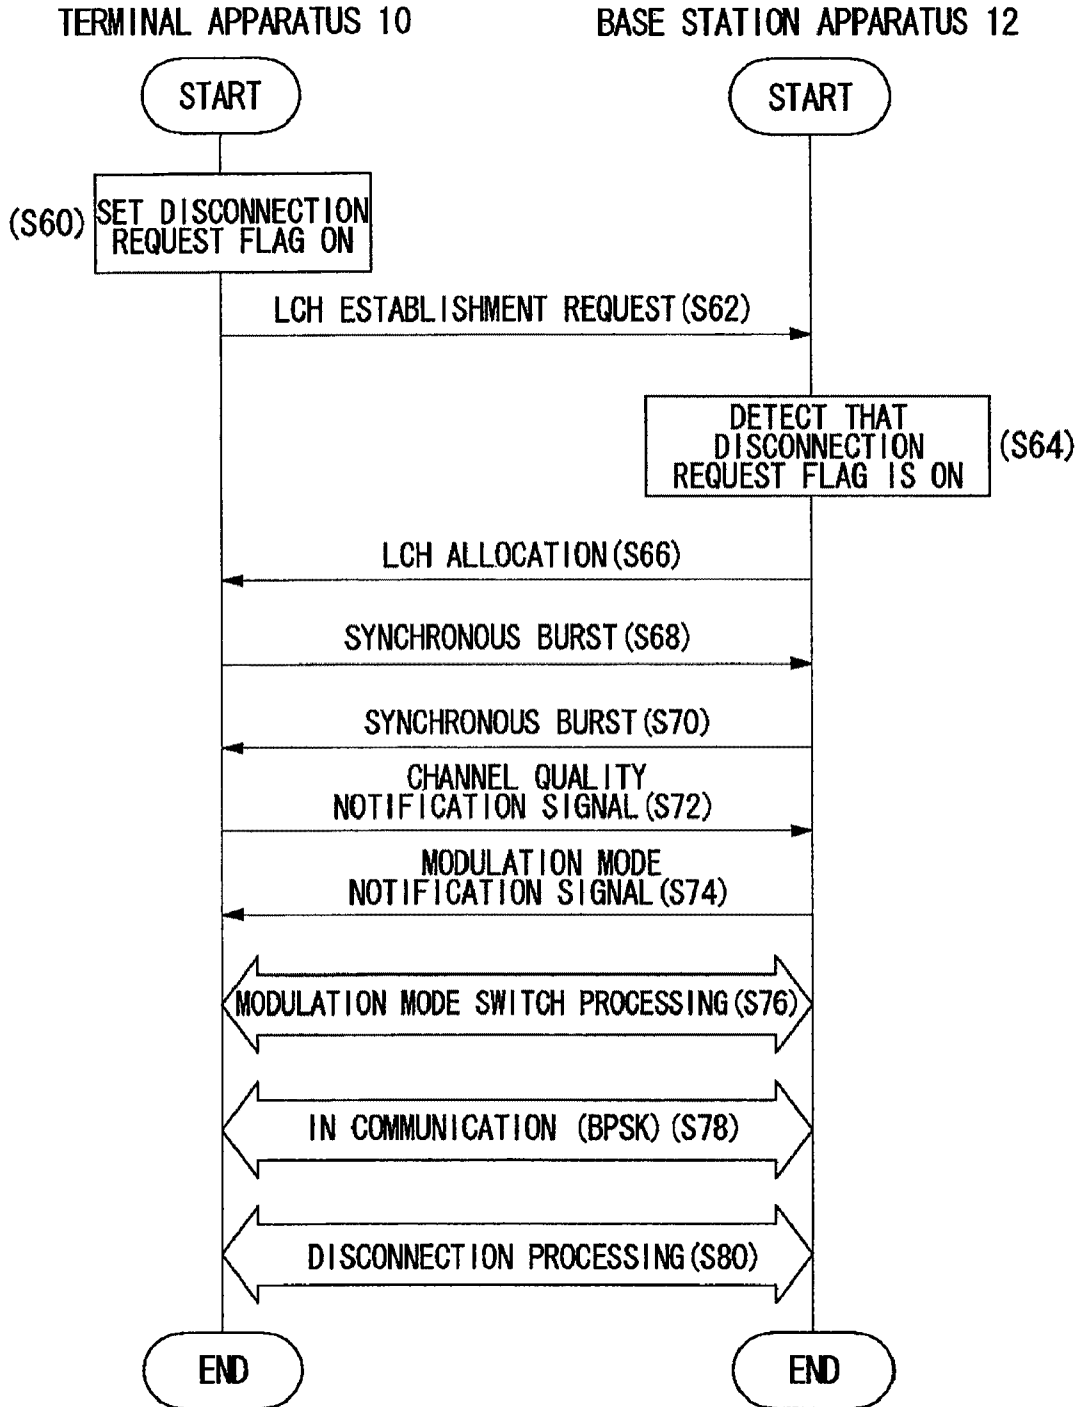 TERMINAL APPARATUS 10
BASE STATION APPARATUS 12
START
START
(S60)
SET DISCONNECTION
REQUEST FLAG ON
LCH ESTABLISHMENT REQUEST(S62)
DETECT THAT
DISCONNECTION
REQUEST FLAG IS ON
(S64)
LCH ALLOCATION(S66)
SYNCHRONOUS BURST(S68)
SYNCHRONOUS BURST(S70)
CHANNEL QUALITY
NOTIFICATION SIGNAL(S72)
MODULATION MODE
NOTIFICATION SIGNAL(S74)
MODULATION MODE SWITCH PROCESSING(S76)
IN COMMUNICATION (BPSK)(S78)
DISCONNECTION PROCESSING(S80)
END
END